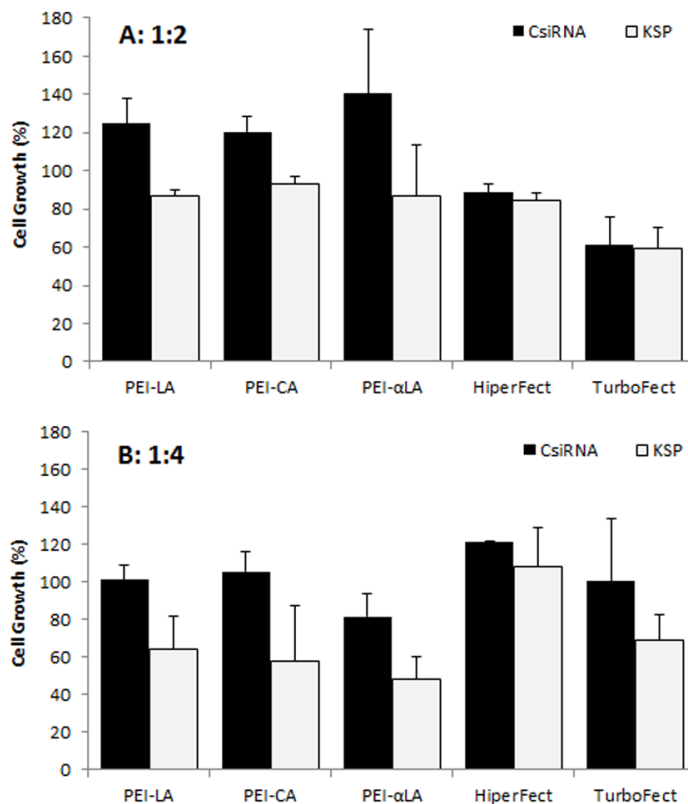 A: 1:2
CsiRNA KSP
Cell Growth (%)
180
160
140
120
100
80
60
40
20
0
PEI-LA PEI-CA PEI-αLA HiperFect TurboFect
B: 1:4
CsiRNA KSP
Cell Growth (%)
180
160
140
120
100
80
60
40
20
0
PEI-LA PEI-CA PEI-αLA HiperFect TurboFect